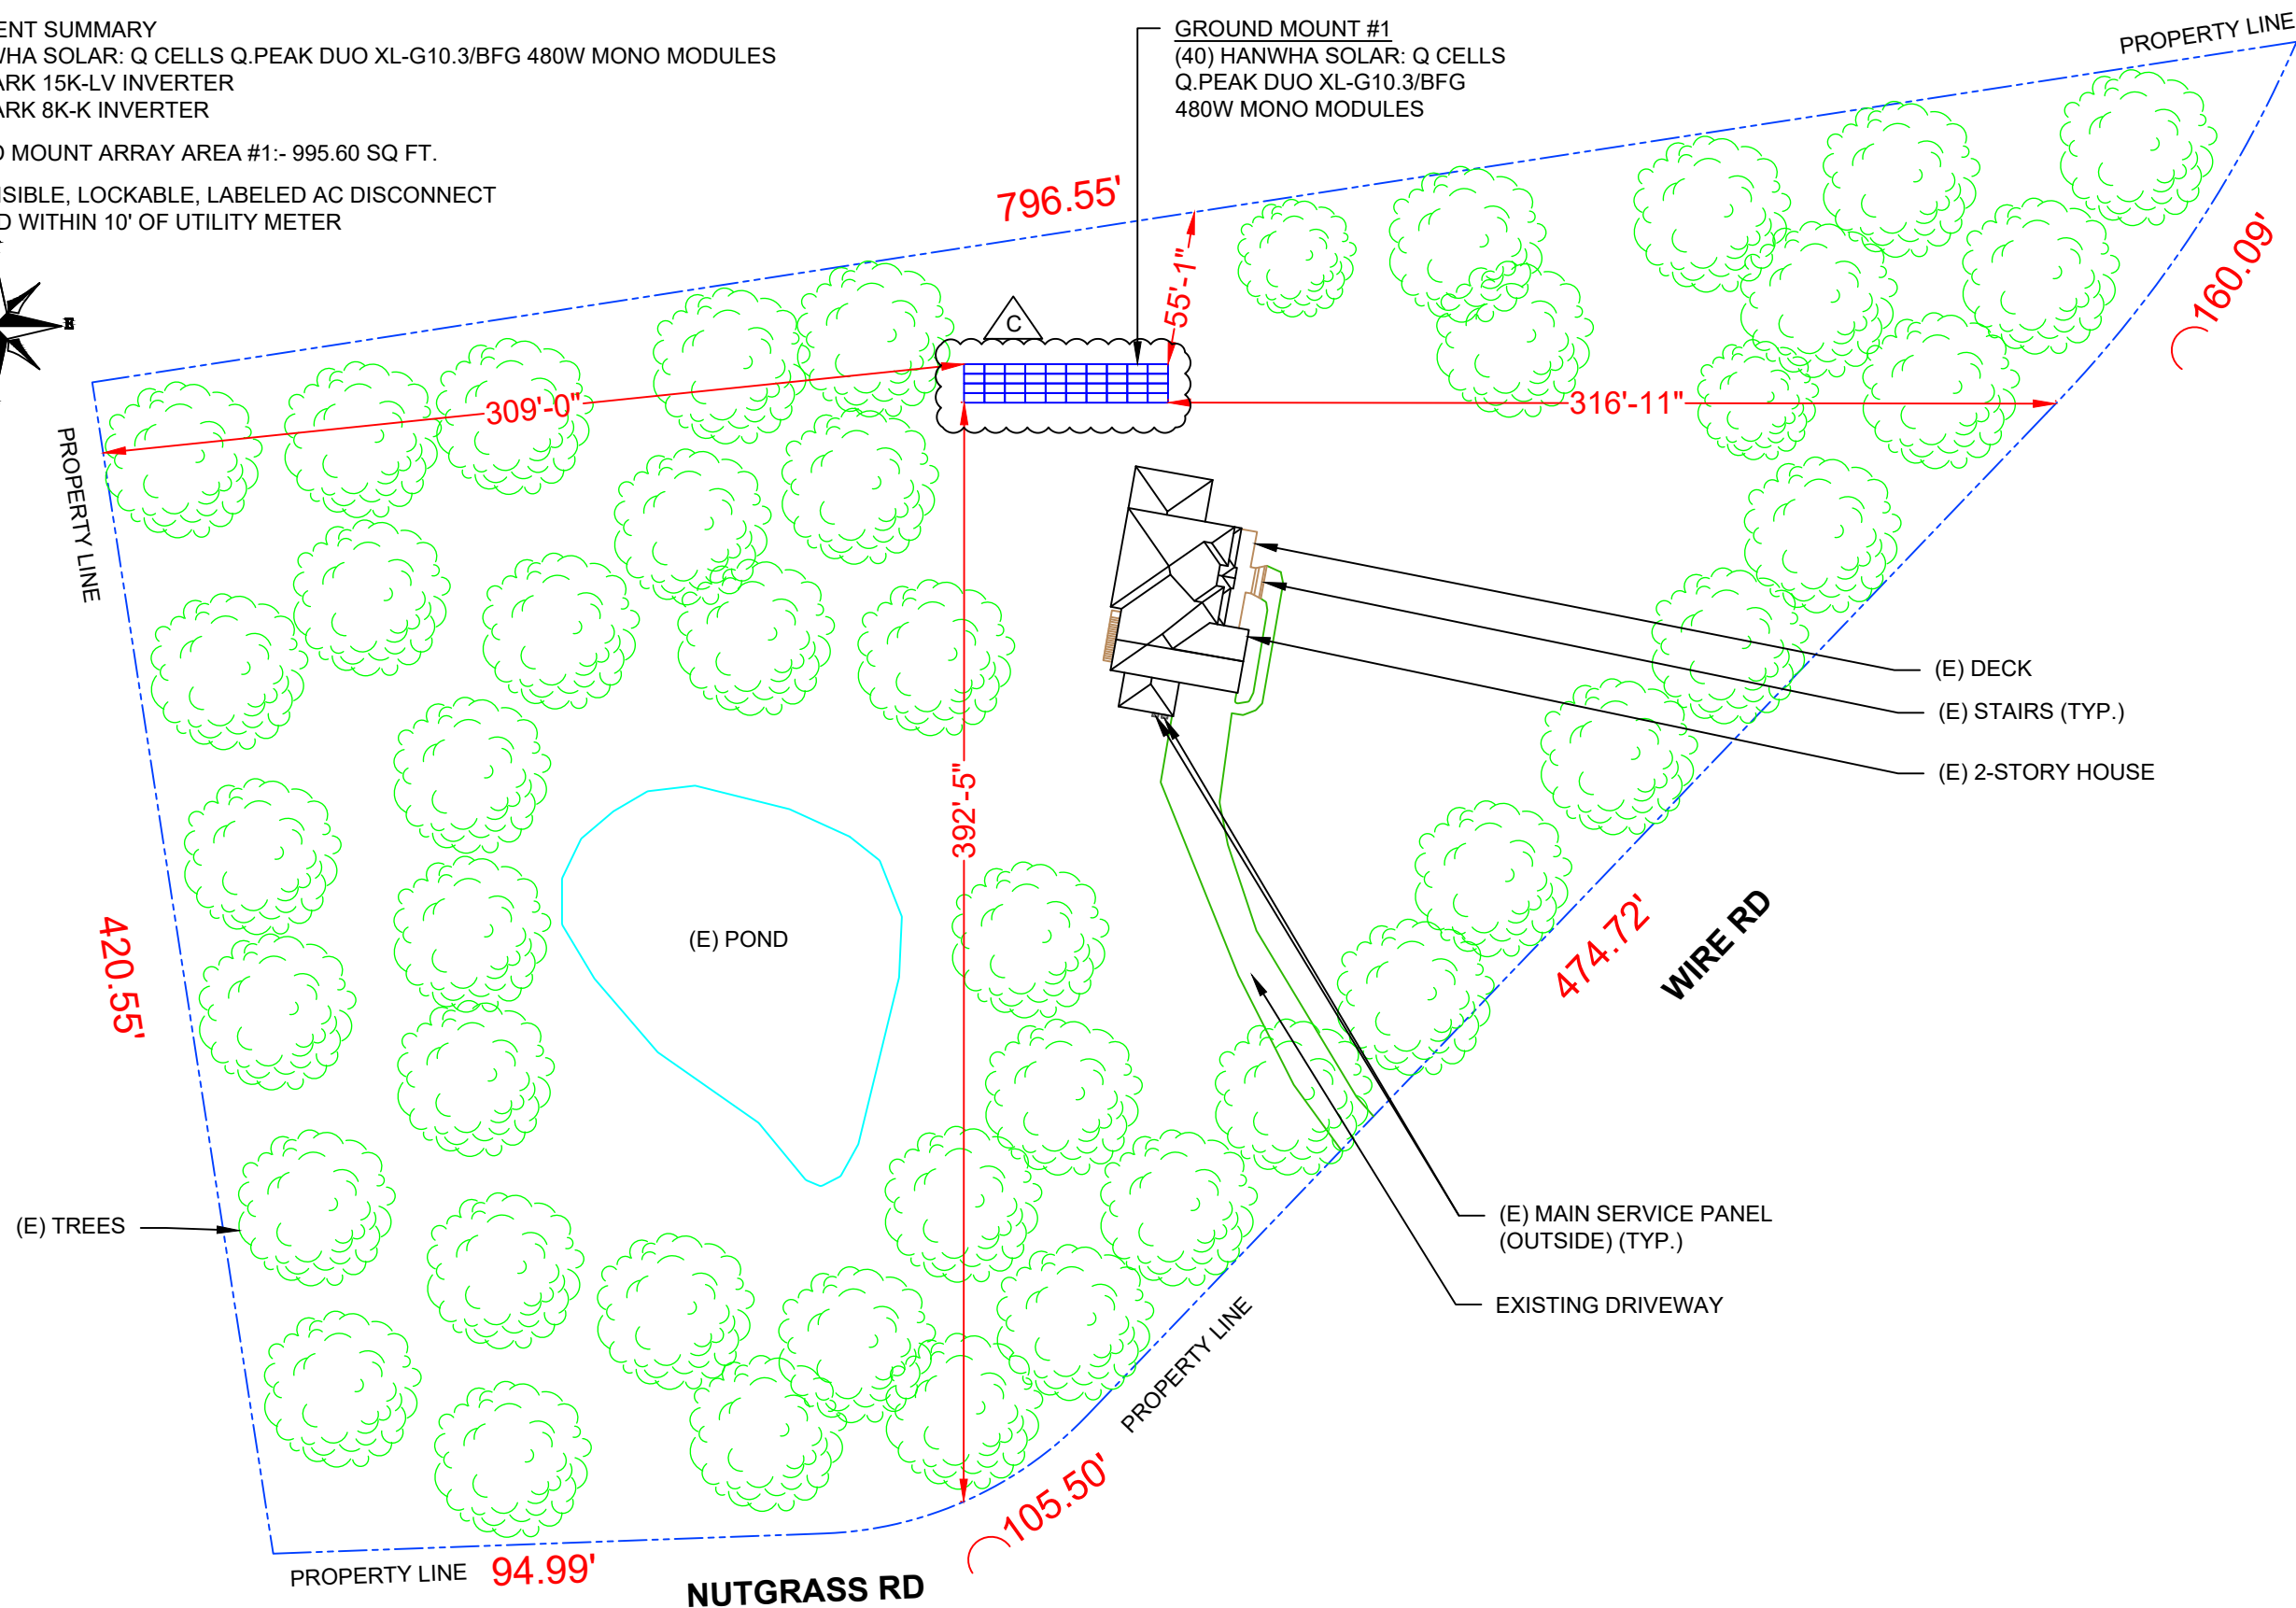 ENT SUMMARY
WHA SOLAR: Q CELLS Q.PEAK DUO XL-G10.3/BFG 480W MONO MODULES
ARK 15K-LV INVERTER
ARK 8K-K INVERTER
D MOUNT ARRAY AREA #1:- 995.60 SQ FT.
ISIBLE, LOCKABLE, LABELED AC DISCONNECT
D WITHIN 10' OF UTILITY METER
GROUND MOUNT #1
(40) HANWHA SOLAR: Q CELLS
Q.PEAK DUO XL-G10.3/BFG
480W MONO MODULES
PROPERTY LINE
796.55'
160.09'
55'-1"
C
309'-0"
316'-11"
PROPERTY LINE
(E) DECK
(E) STAIRS (TYP.)
(E) 2-STORY HOUSE
392'-5"
(E) POND
420.55'
474.72'
WIRE RD
(E) TREES
(E) MAIN SERVICE PANEL
(OUTSIDE) (TYP.)
EXISTING DRIVEWAY
PROPERTY LINE
105.50'
PROPERTY LINE
94.99'
NUTGRASS RD